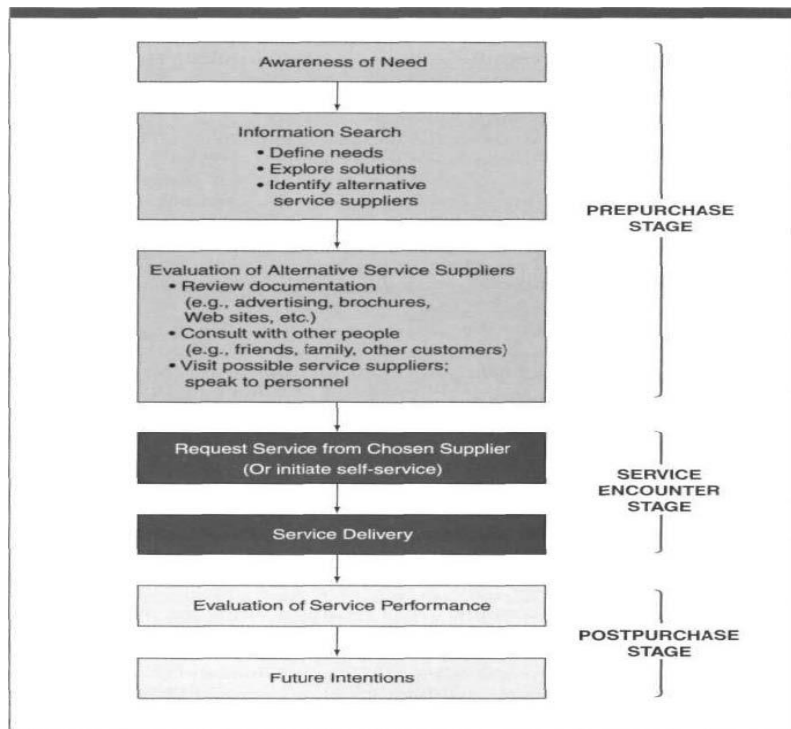 Awareness of Need
Information Search
• Define needs
• Explore solutions
• Identify alternative
service suppliers
PREPURCHASE
STAGE
Evaluation of Alternative Service Suppliers
• Review documentation
(e.g., advertising, brochures,
Web sites, etc.)
• Consult with other people
(e.g., friends, family, other customers)
• Visit possible service suppliers;
speak to personnel
Request Service from Chosen Supplier
(Or initiate self-service)
SERVICE
ENCOUNTER
STAGE
Service Delivery
Evaluation of Service Performance
POSTPURCHASE
STAGE
Future Intentions